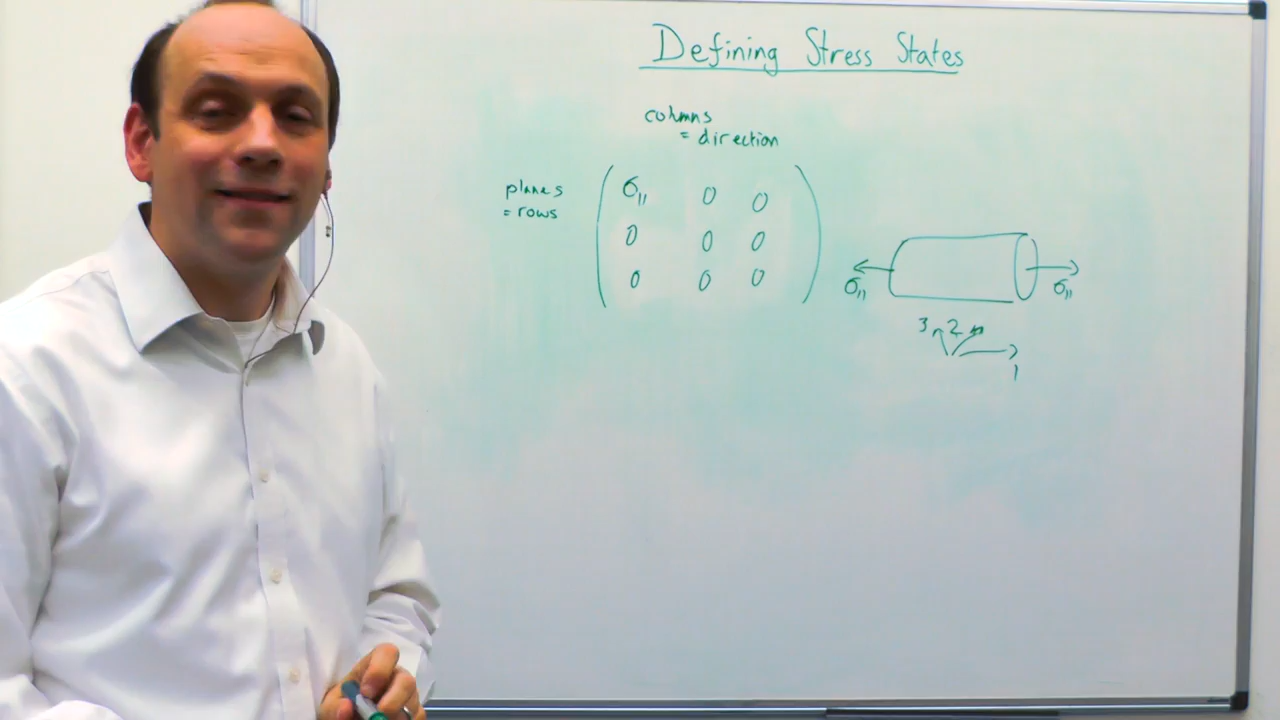 Defining Stress States
columns
= direction
planes
= rows
σ11 0 0
0 0 0
0 0 0
σ11 σ11
3 2
1